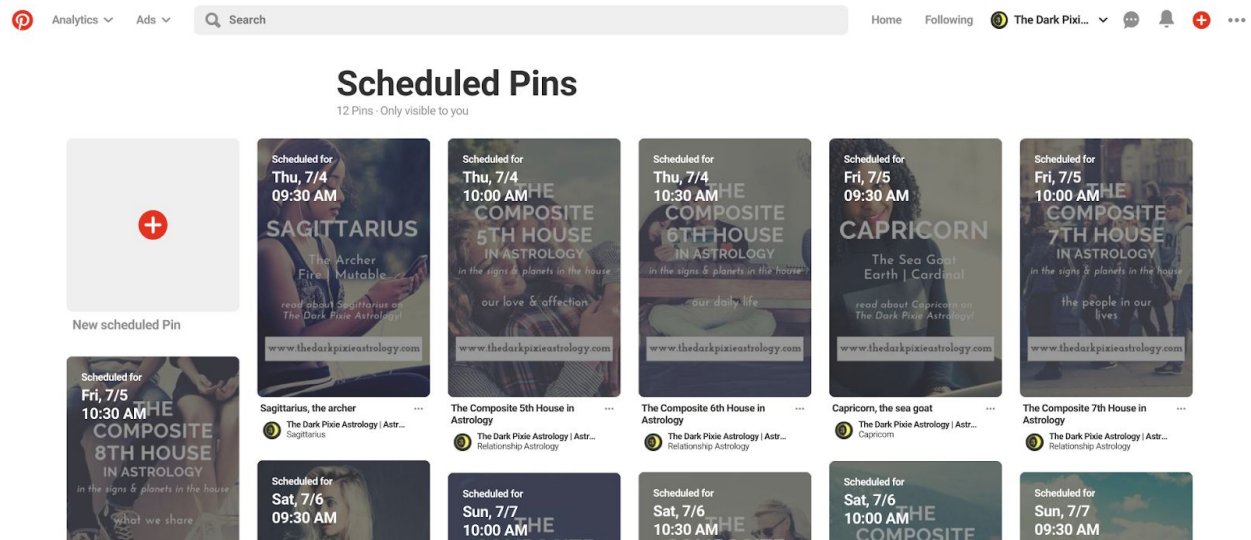 Analytics
Ads
Search
Home
Following
The Dark Pixi...
Scheduled Pins
12 Pins · Only visible to you
New scheduled Pin
Scheduled for
Thu, 7/4
09:30 AM
SAGITTARIUS
The Archer
Fire | Mutable
read about Sagittarius on
The Dark Pixie Astrology!
www.thedarkpixieastrology.com
Sagittarius, the archer
The Dark Pixie Astrology | Astr...
Sagittarius
Scheduled for
Thu, 7/4
10:00 AM
THE
COMPOSITE
5TH HOUSE
IN ASTROLOGY
in the signs & planets in the house
our love & affection
www.thedarkpixieastrology.com
The Composite 5th House in
Astrology
The Dark Pixie Astrology | Astr...
Relationship Astrology
Scheduled for
Thu, 7/4
10:30 AM
THE
COMPOSITE
6TH HOUSE
IN ASTROLOGY
in the signs & planets in the house
our daily life
www.thedarkpixieastrology.com
The Composite 6th House in
Astrology
The Dark Pixie Astrology | Astr...
Relationship Astrology
Scheduled for
Fri, 7/5
09:30 AM
CAPRICORN
The Sea Goat
Earth | Cardinal
read about Capricorn on
The Dark Pixie Astrology!
www.thedarkpixieastrology.com
Capricorn, the sea goat
The Dark Pixie Astrology | Astr...
Capricorn
Scheduled for
Fri, 7/5
10:00 AM
THE
COMPOSITE
7TH HOUSE
IN ASTROLOGY
in the signs & planets in the house
the people in our
lives
www.thedarkpixieastrology.com
The Composite 7th House in
Astrology
The Dark Pixie Astrology | Astr...
Relationship Astrology
Scheduled for
Fri, 7/5
10:30 AM
THE
COMPOSITE
8TH HOUSE
IN ASTROLOGY
in the signs & planets in the house
what we share
Scheduled for
Sat, 7/6
09:30 AM
Scheduled for
Sun, 7/7
10:00 AM
THE
Scheduled for
Sat, 7/6
10:30 AM
THE
Scheduled for
Sat, 7/6
10:00 AM
THE
COMPOSITE
Scheduled for
Sun, 7/7
09:30 AM